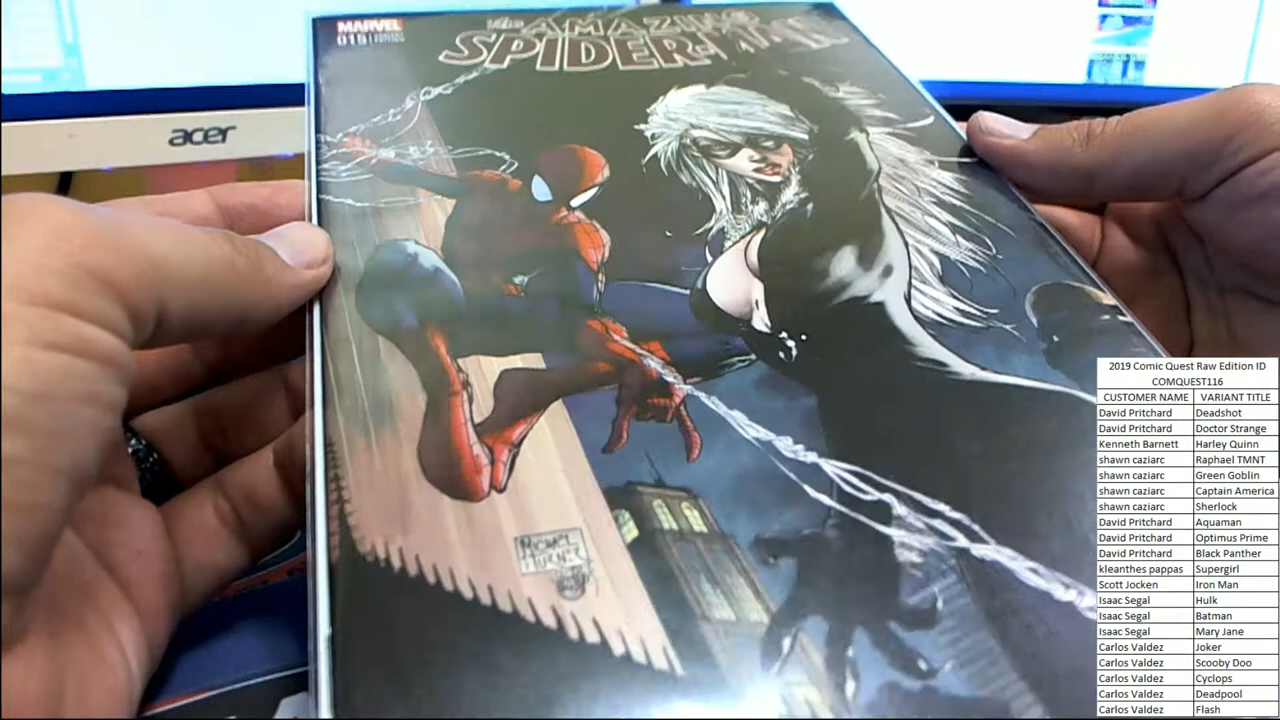 MARVEL
015
VARIANT EDITION
The AMAZING
SPIDER-MAN
acer
MICHAEL
TURNER
2019 Comic Quest Raw Edition ID
COMQUEST116
CUSTOMER NAME VARIANT TITLE
David Pritchard Deadshot
David Pritchard Doctor Strange
Kenneth Barnett Harley Quinn
shawn caziarc Raphael TMNT
shawn caziarc Green Goblin
shawn caziarc Captain America
shawn caziarc Sherlock
David Pritchard Aquaman
David Pritchard Optimus Prime
David Pritchard Black Panther
kleanthes pappas Supergirl
Scott Jocken Iron Man
Isaac Segal Hulk
Isaac Segal Batman
Isaac Segal Mary Jane
Carlos Valdez Joker
Carlos Valdez Scooby Doo
Carlos Valdez Cyclops
Carlos Valdez Deadpool
Carlos Valdez Flash